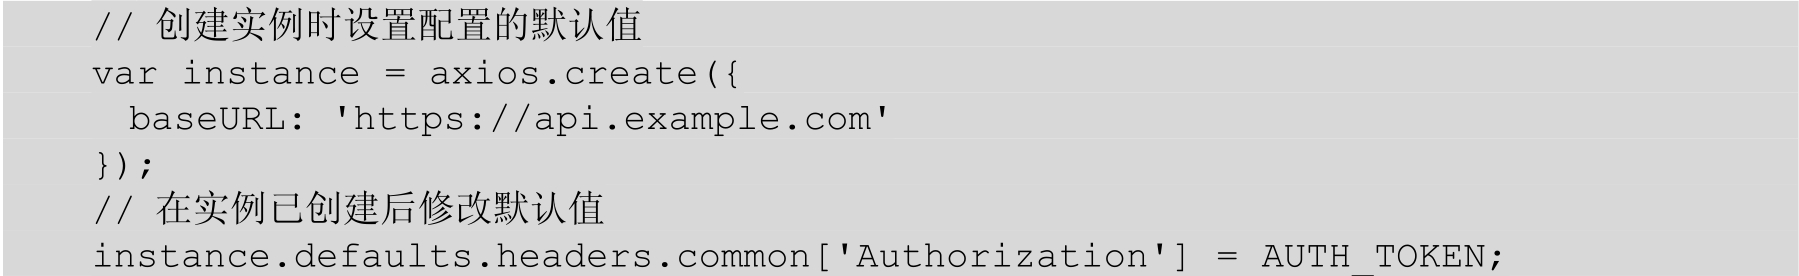 // 创建实例时设置配置的默认值
var instance = axios.create({
  baseURL: 'https://api.example.com'
});
// 在实例已创建后修改默认值
instance.defaults.headers.common['Authorization'] = AUTH_TOKEN;